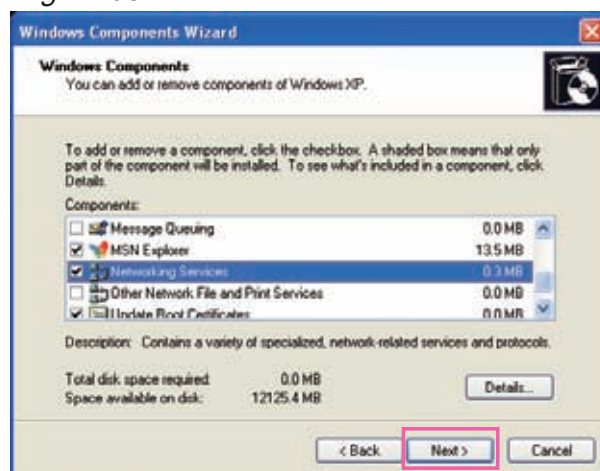 Windows Components Wizard
Windows Components
You can add or remove components of Windows XP.
To add or remove a component, click the checkbox. A shaded box means that only
part of the component will be installed. To see what's included in a component, click
Details.
Components:
Message Queuing 0.0 MB
MSN Explorer 13.5 MB
Networking Services 0.3 MB
Other Network File and Print Services 0.0 MB
Update Root Certificates 0.0 MB
Description: Contains a variety of specialized, network-related services and protocols.
Total disk space required: 0.0 MB
Space available on disk: 12125.4 MB
Details...
< Back Next > Cancel